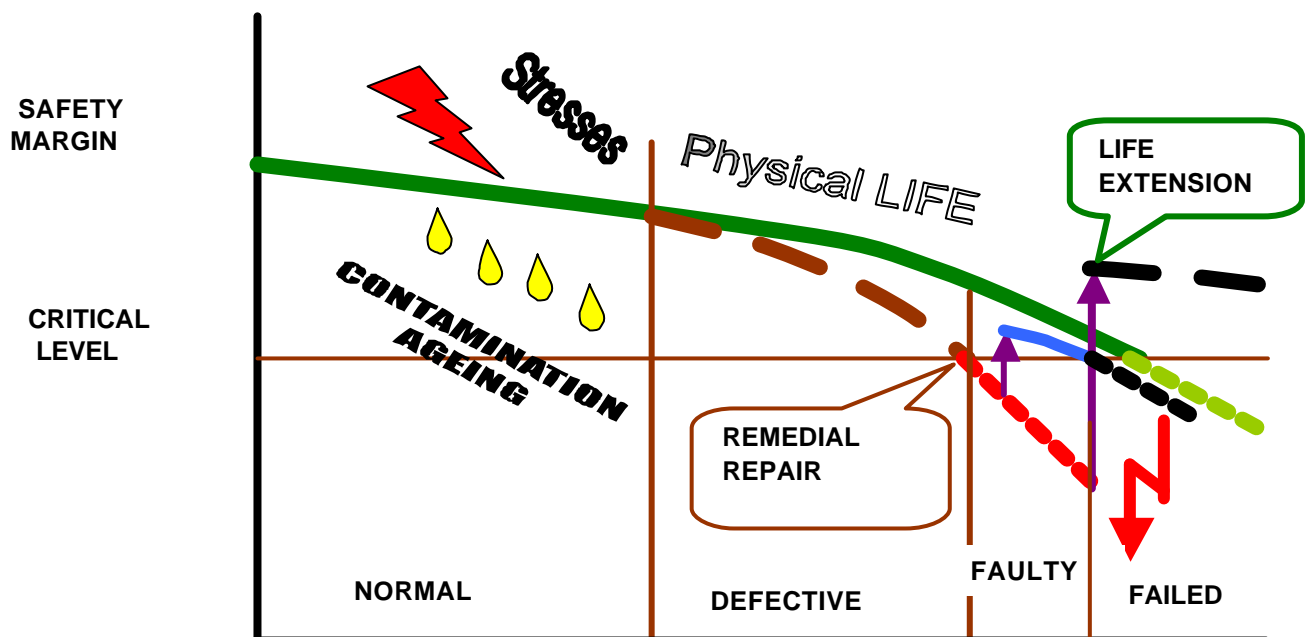 SAFETY
MARGIN
Stresses
Physical LIFE
LIFE
EXTENSION
CONTAMINATION
AGEING
CRITICAL
LEVEL
REMEDIAL
REPAIR
NORMAL
DEFECTIVE
FAULTY
FAILED